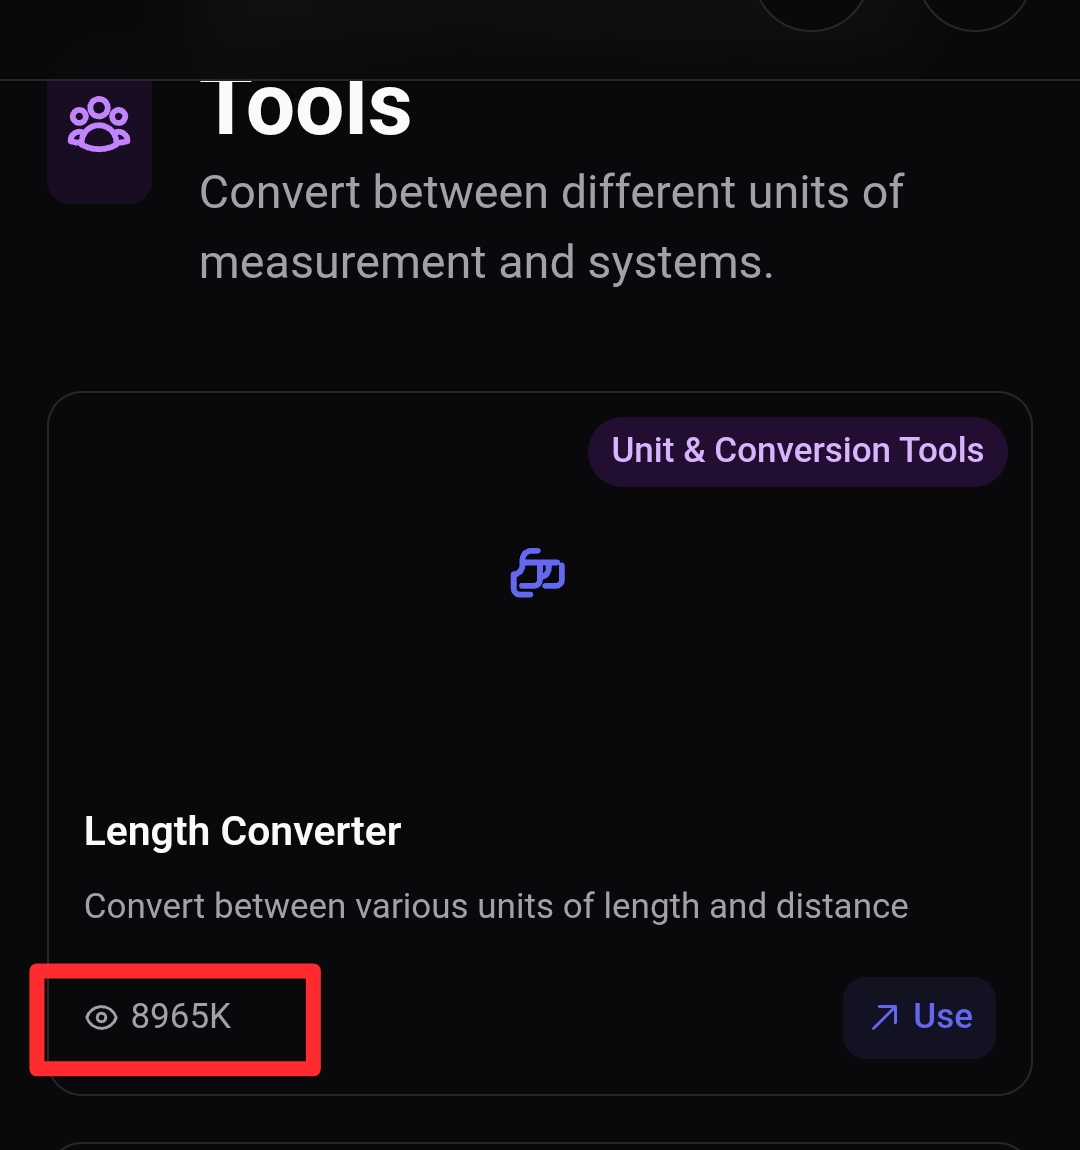 Tools
Convert between different units of
measurement and systems.
Unit & Conversion Tools
Length Converter
Convert between various units of length and distance
8965K
Use